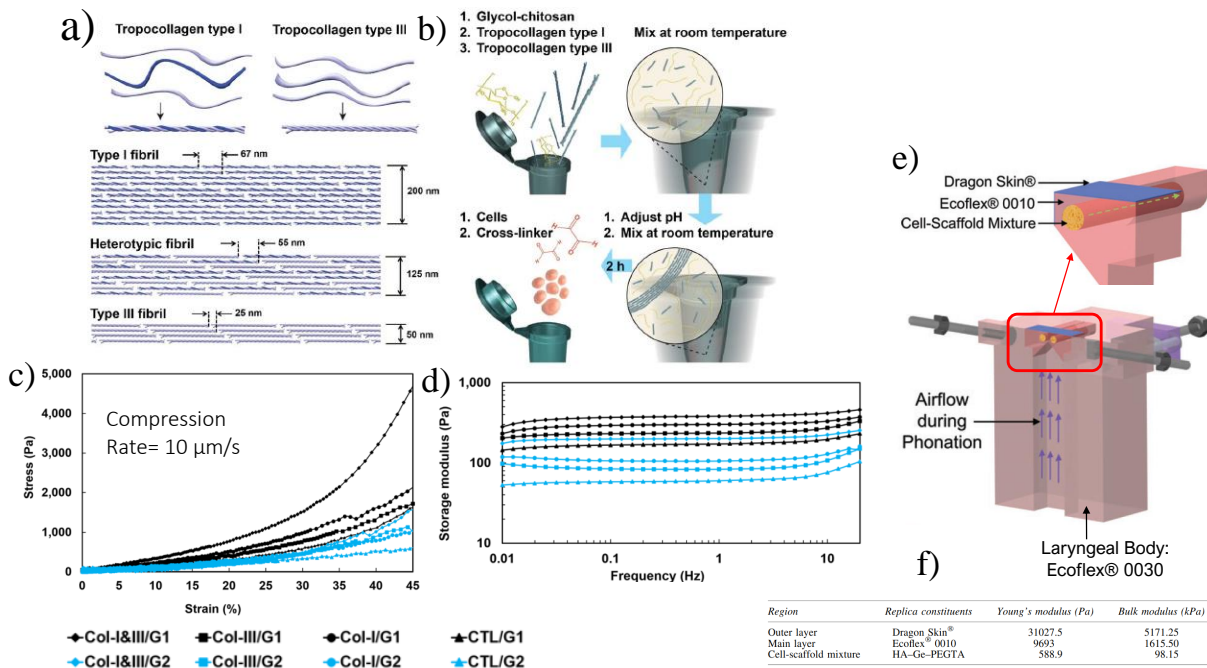 a)
Tropocollagen type I
Tropocollagen type III
Type I fibril
67 nm
200 nm
Heterotypic fibril
55 nm
125 nm
Type III fibril
25 nm
50 nm
b)
1. Glycol-chitosan
2. Tropocollagen type I
3. Tropocollagen type III
Mix at room temperature
1. Cells
2. Cross-linker
1. Adjust pH
2. Mix at room temperature
2 h
c)
Compression
Rate= 10 μm/s
Stress (Pa)
5,000
4,000
3,000
2,000
1,000
0
0 5 10 15 20 25 30 35 40 45
Strain (%)
d)
Storage modulus (Pa)
1,000
100
10
0.01 0.1 1 10
Frequency (Hz)
Col-I&III/G1 Col-III/G1 Col-I/G1 CTL/G1
Col-I&III/G2 Col-III/G2 Col-I/G2 CTL/G2
e)
Dragon Skin®
Ecoflex® 0010
Cell-Scaffold Mixture
Airflow
during
Phonation
Laryngeal Body:
Ecoflex® 0030
f)
Region Replica constituents Young's modulus (Pa) Bulk modulus (kPa)
Outer layer Dragon Skin® 31027.5 5171.25
Main layer Ecoflex® 0010 9693 1615.50
Cell-scaffold mixture HA–Ge–PEGTA 588.9 98.15